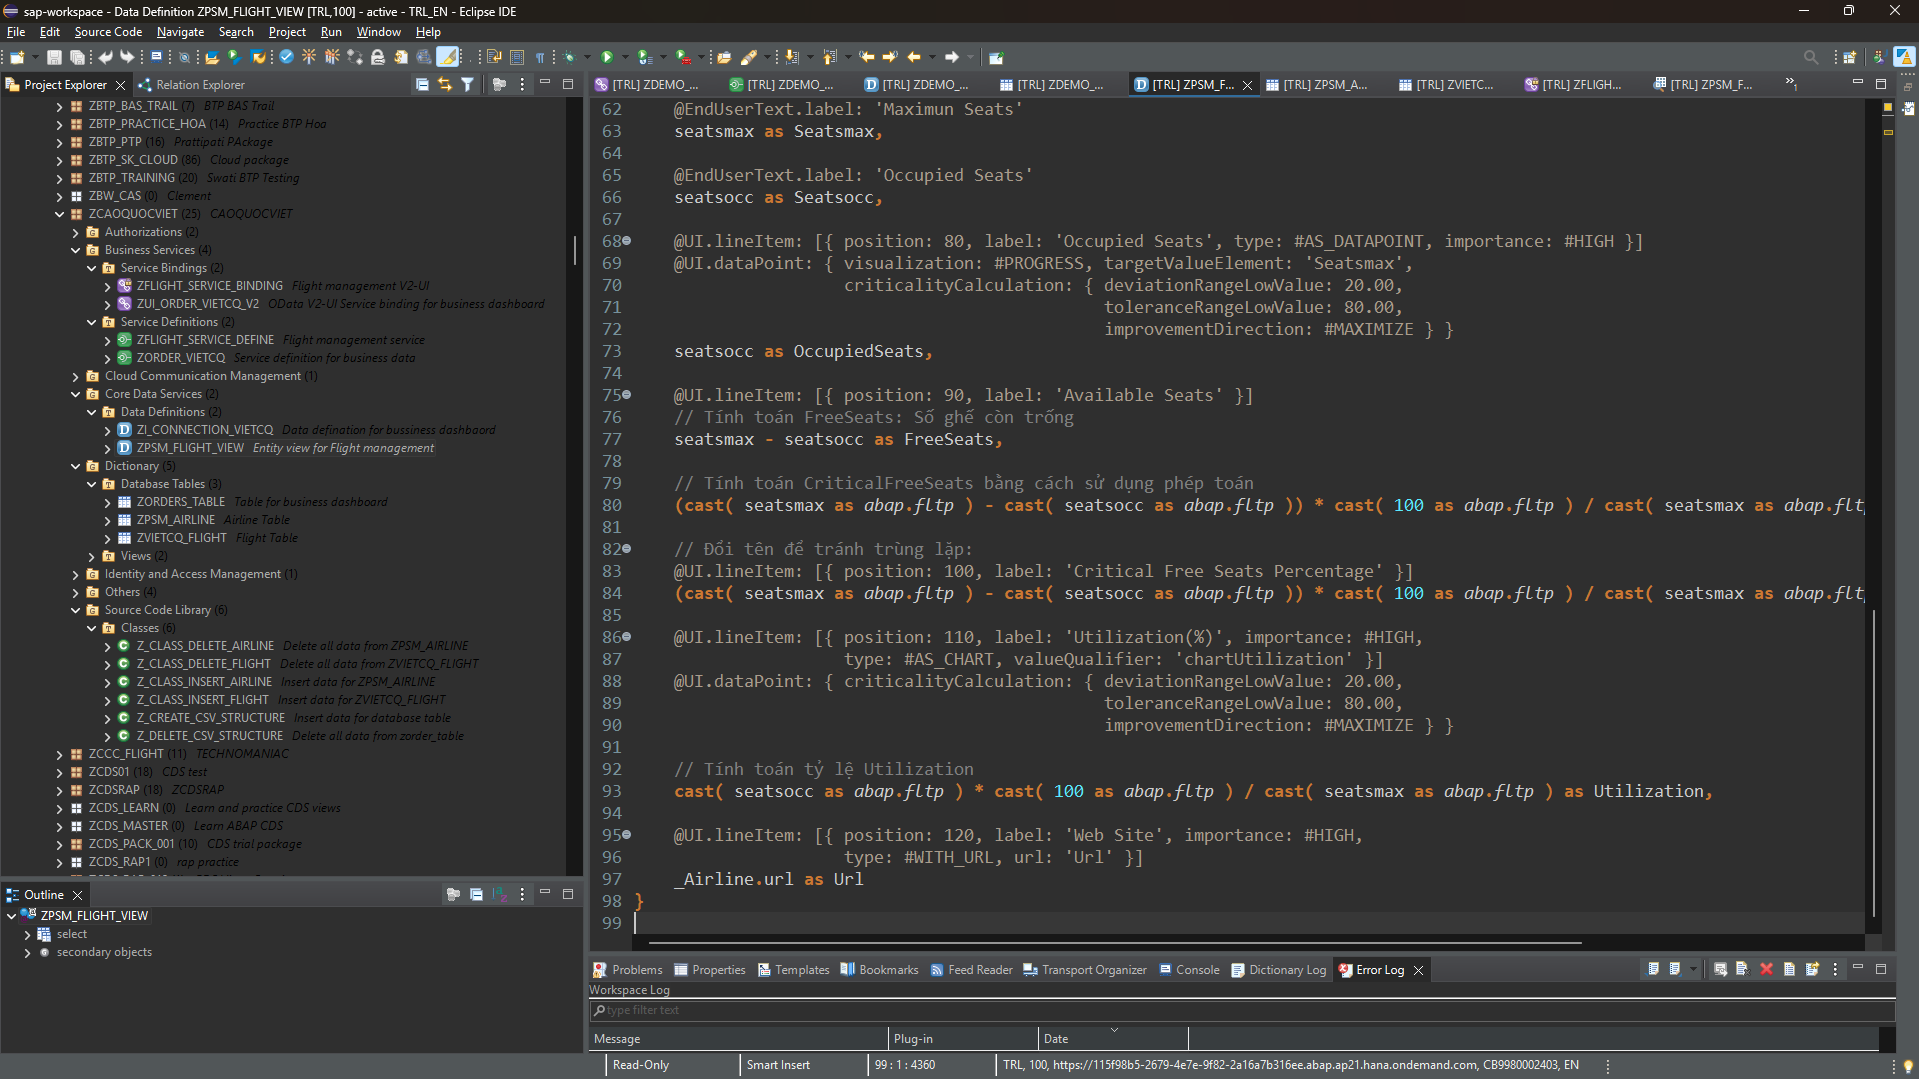 sap-workspace - Data Definition ZPSM_FLIGHT_VIEW [TRL,100] - active - TRL_EN - Eclipse IDE
File Edit Source Code Navigate Search Project Run Window Help
Project Explorer
Relation Explorer
ZBTP_BAS_TRAIL (7) BTP BAS Trail
ZBTP_PRACTICE_HOA (14) Practice BTP Hoa
ZBTP_PTP (16) Prattipati PAckage
ZBTP_SK_CLOUD (86) Cloud package
ZBTP_TRAINING (20) Swati BTP Testing
ZBW_CAS (0) Clement
ZCAOQUOCVIET (25) CAOQUOCVIET
Authorizations (2)
Business Services (4)
Service Bindings (2)
ZFLIGHT_SERVICE_BINDING Flight management V2-UI
ZUI_ORDER_VIETCQ_V2 OData V2-UI Service binding for business dashboard
Service Definitions (2)
ZFLIGHT_SERVICE_DEFINE Flight management service
ZORDER_VIETCQ Service definition for business data
Cloud Communication Management (1)
Core Data Services (2)
Data Definitions (2)
ZI_CONNECTION_VIETCQ Data defination for bussiness dashbaord
ZPSM_FLIGHT_VIEW Entity view for Flight management
Dictionary (5)
Database Tables (3)
ZORDERS_TABLE Table for business dashboard
ZPSM_AIRLINE Airline Table
ZVIETCQ_FLIGHT Flight Table
Views (2)
Identity and Access Management (1)
Others (4)
Source Code Library (6)
Classes (6)
Z_CLASS_DELETE_AIRLINE Delete all data from ZPSM_AIRLINE
Z_CLASS_DELETE_FLIGHT Delete all data from ZVIETCQ_FLIGHT
Z_CLASS_INSERT_AIRLINE Insert data for ZPSM_AIRLINE
Z_CLASS_INSERT_FLIGHT Insert data for ZVIETCQ_FLIGHT
Z_CREATE_CSV_STRUCTURE Insert data for database table
Z_DELETE_CSV_STRUCTURE Delete all data from zorder_table
ZCCC_FLIGHT (11) TECHNOMANIAC
ZCDS01 (18) CDS test
ZCDSRAP (18) ZCDSRAP
ZCDS_LEARN (0) Learn and practice CDS views
ZCDS_MASTER (0) Learn ABAP CDS
ZCDS_PACK_001 (10) CDS trial package
ZCDS_RAP1 (0) rap practice
Outline
ZPSM_FLIGHT_VIEW
select
secondary objects
[TRL] ZDEMO_... [TRL] ZDEMO_... [TRL] ZDEMO_... [TRL] ZDEMO_... [TRL] ZPSM_F... [TRL] ZPSM_A... [TRL] ZVIETC... [TRL] ZFLIGH... [TRL] ZPSM_F... »1
62 @EndUserText.label: 'Maximun Seats'
63 seatsmax as Seatsmax,
64
65 @EndUserText.label: 'Occupied Seats'
66 seatsocc as Seatsocc,
67
68 @UI.lineItem: [{ position: 80, label: 'Occupied Seats', type: #AS_DATAPOINT, importance: #HIGH }]
69 @UI.dataPoint: { visualization: #PROGRESS, targetValueElement: 'Seatsmax',
70 criticalityCalculation: { deviationRangeLowValue: 20.00,
71 toleranceRangeLowValue: 80.00,
72 improvementDirection: #MAXIMIZE } }
73 seatsocc as OccupiedSeats,
74
75 @UI.lineItem: [{ position: 90, label: 'Available Seats' }]
76 // Tính toán FreeSeats: Số ghế còn trống
77 seatsmax - seatsocc as FreeSeats,
78
79 // Tính toán CriticalFreeSeats bằng cách sử dụng phép toán
80 (cast( seatsmax as abap.fltp ) - cast( seatsocc as abap.fltp )) * cast( 100 as abap.fltp ) / cast( seatsmax as abap.flt
81
82 // Đổi tên để tránh trùng lặp:
83 @UI.lineItem: [{ position: 100, label: 'Critical Free Seats Percentage' }]
84 (cast( seatsmax as abap.fltp ) - cast( seatsocc as abap.fltp )) * cast( 100 as abap.fltp ) / cast( seatsmax as abap.flt
85
86 @UI.lineItem: [{ position: 110, label: 'Utilization(%)', importance: #HIGH,
87 type: #AS_CHART, valueQualifier: 'chartUtilization' }]
88 @UI.dataPoint: { criticalityCalculation: { deviationRangeLowValue: 20.00,
89 toleranceRangeLowValue: 80.00,
90 improvementDirection: #MAXIMIZE } }
91
92 // Tính toán tỷ lệ Utilization
93 cast( seatsocc as abap.fltp ) * cast( 100 as abap.fltp ) / cast( seatsmax as abap.fltp ) as Utilization,
94
95 @UI.lineItem: [{ position: 120, label: 'Web Site', importance: #HIGH,
96 type: #WITH_URL, url: 'Url' }]
97 _Airline.url as Url
98 }
99
Problems Properties Templates Bookmarks Feed Reader Transport Organizer Console Dictionary Log Error Log
Workspace Log
type filter text
Message Plug-in Date
Read-Only Smart Insert 99 : 1 : 4360 TRL, 100, https://115f98b5-2679-4e7e-9f82-2a16a7b316ee.abap.ap21.hana.ondemand.com, CB9980002403, EN